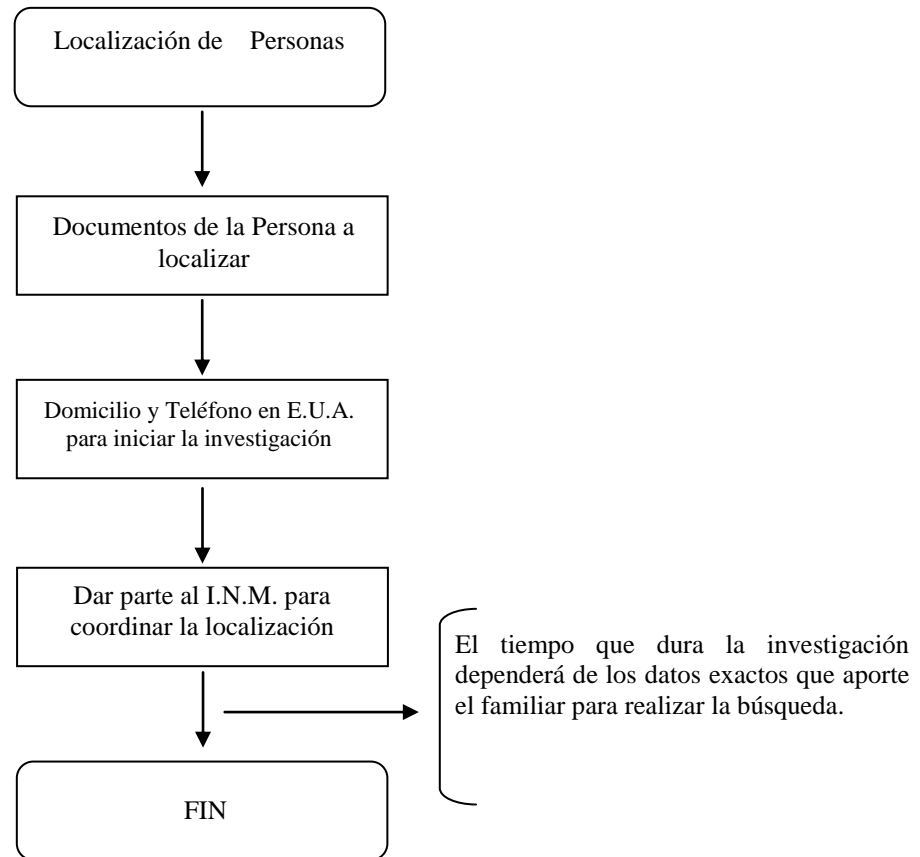 Localización de Personas
Documentos de la Persona a
localizar
Domicilio y Teléfono en E.U.A.
para iniciar la investigación
Dar parte al I.N.M. para
coordinar la localización
El tiempo que dura la investigación
dependerá de los datos exactos que aporte
el familiar para realizar la búsqueda.
FIN